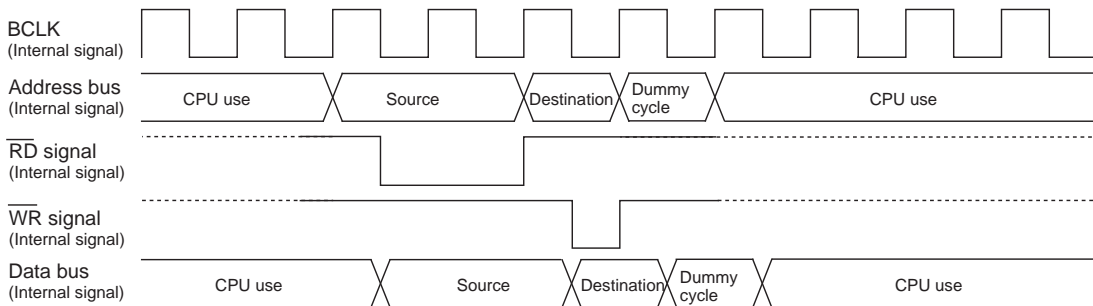 BCLK
(Internal signal)
Address bus
(Internal signal)
CPU use
Source
Destination
Dummy
cycle
CPU use
RD signal
(Internal signal)
WR signal
(Internal signal)
Data bus
(Internal signal)
CPU use
Source
Destination
Dummy
cycle
CPU use